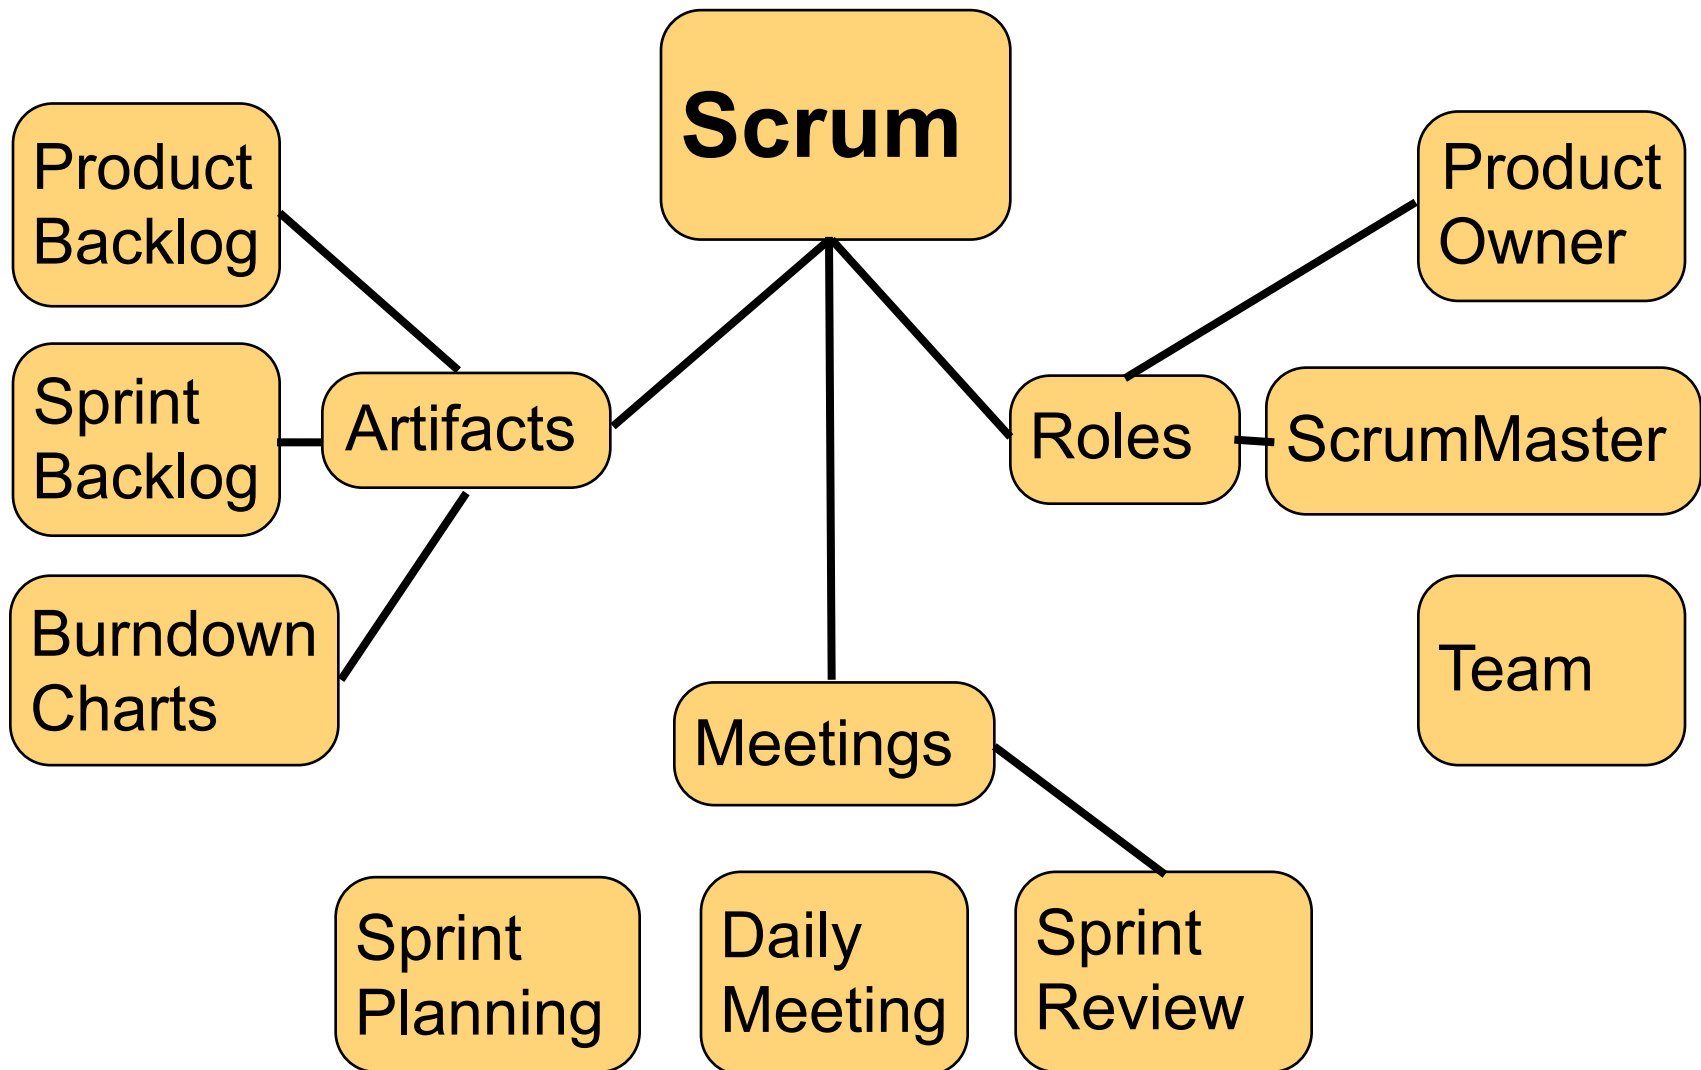 Scrum
Product
Backlog
Product
Owner
Sprint
Backlog
Artifacts
Roles
ScrumMaster
Burndown
Charts
Team
Meetings
Sprint
Planning
Daily
Meeting
Sprint
Review